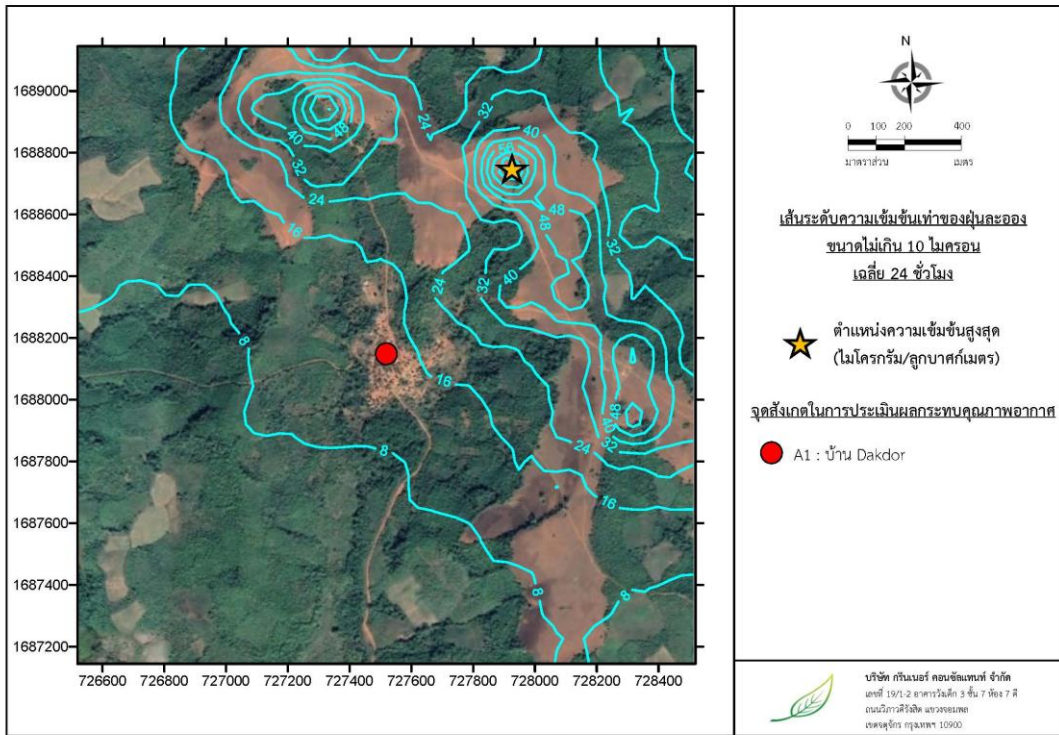 1689000
1688800
1688600
1688400
1688200
1688000
1687800
1687600
1687400
1687200
726600 726800 727000 727200 727400 727600 727800 728000 728200 728400
40
48
32
24
16
8
8
24
32
40
56
48
48
40
32
24
32
16
48
40
32
24
16
8
8
N
0 100 200 400
มาตราส่วน เมตร
เส้นระดับความเข้มข้นเท่าของฝุ่นละออง
ขนาดไม่เกิน 10 ไมครอน
เฉลี่ย 24 ชั่วโมง
ตำแหน่งความเข้มข้นสูงสุด
(ไมโครกรัม/ลูกบาศก์เมตร)
จุดสังเกตในการประเมินผลกระทบคุณภาพอากาศ
A1 : บ้าน Dakdor
บริษัท กรีนเนอร์ คอนซัลแทนท์ จำกัด
เลขที่ 19/1-2 อาคารวังเด็ก 3 ชั้น 7 ห้อง 7 ดี
ถนนวิภาวดีรังสิต แขวงจอมพล
เขตจตุจักร กรุงเทพฯ 10900